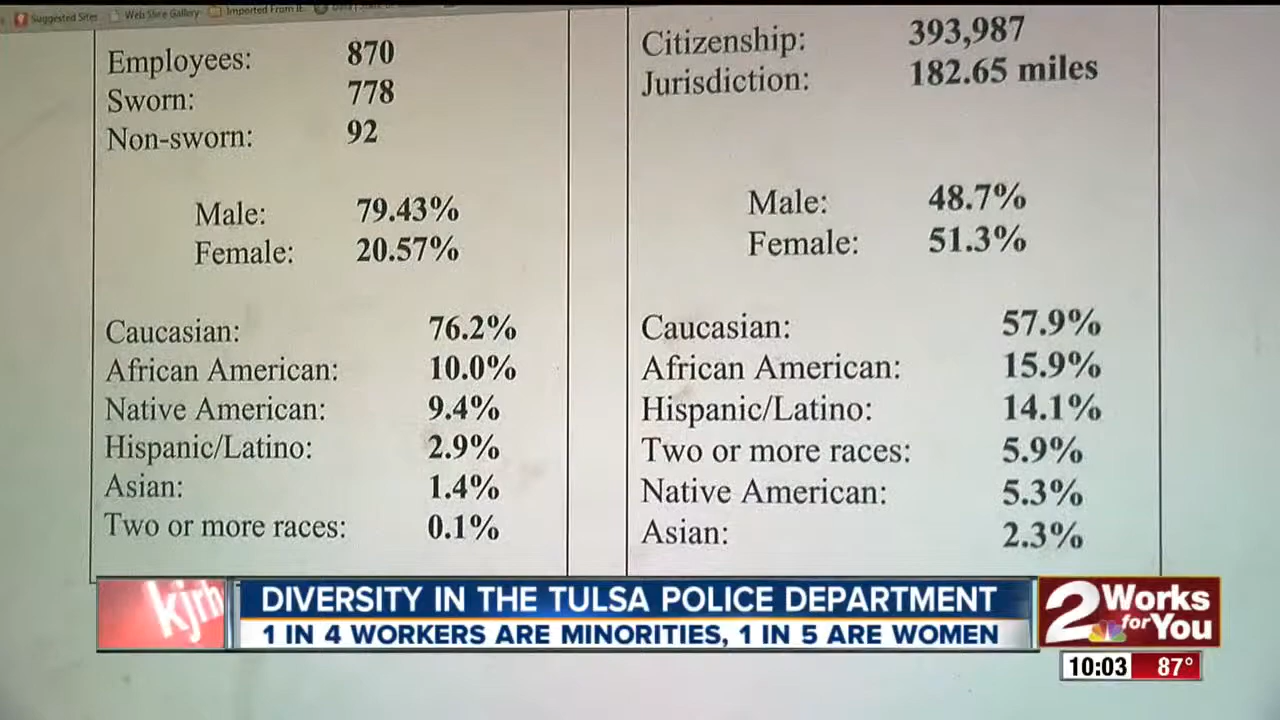 Suggested Sites
Web Slice Gallery
Imported From IE
Employees: 870
Sworn: 778
Non-sworn: 92
Male: 79.43%
Female: 20.57%
Caucasian: 76.2%
African American: 10.0%
Native American: 9.4%
Hispanic/Latino: 2.9%
Asian: 1.4%
Two or more races: 0.1%
Citizenship: 393,987
Jurisdiction: 182.65 miles
Male: 48.7%
Female: 51.3%
Caucasian: 57.9%
African American: 15.9%
Hispanic/Latino: 14.1%
Two or more races: 5.9%
Native American: 5.3%
Asian: 2.3%
kjrh
DIVERSITY IN THE TULSA POLICE DEPARTMENT
1 IN 4 WORKERS ARE MINORITIES, 1 IN 5 ARE WOMEN
2 Works
for You
10:03 87°